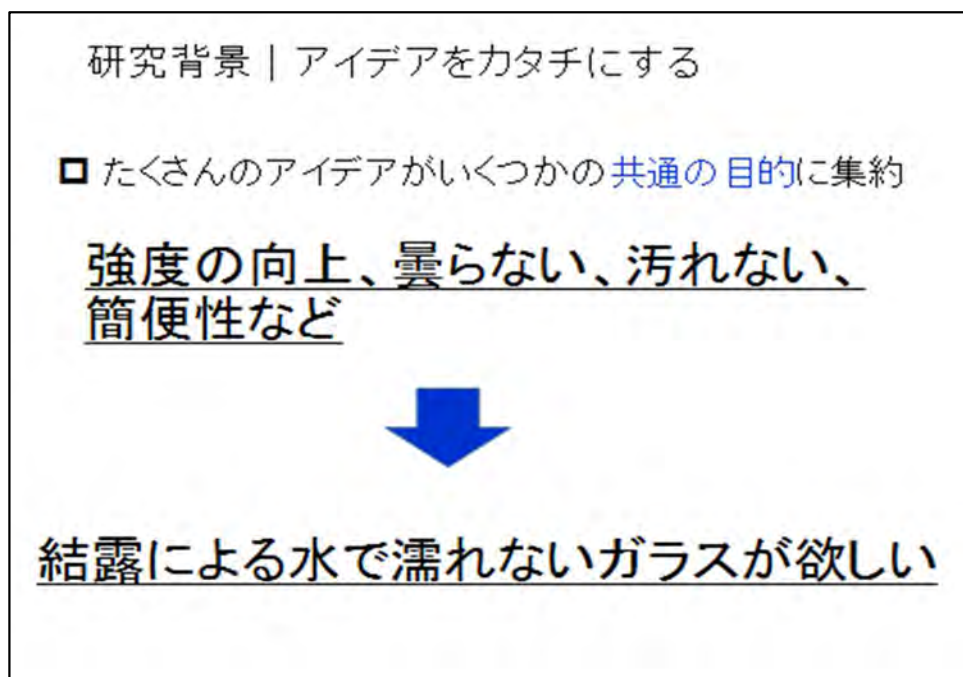 研究背景｜アイデアをカタチにする
たくさんのアイデアがいくつかの共通の目的に集約
強度の向上、曇らない、汚れない、
簡便性など
結露による水で濡れないガラスが欲しい